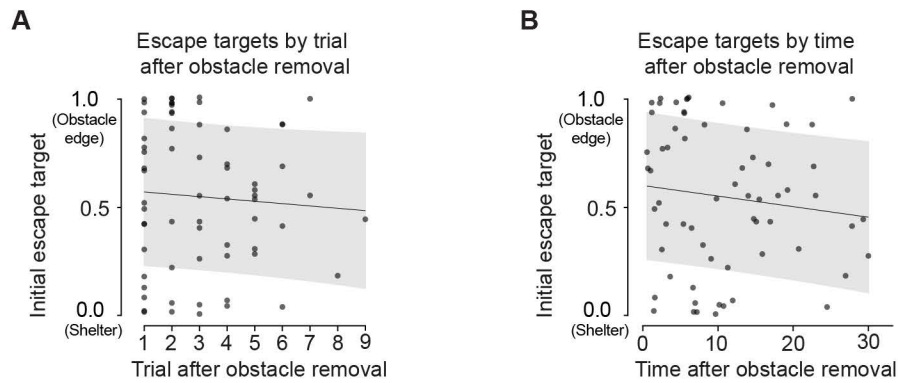 A
Escape targets by trial
after obstacle removal
Initial escape target
1.0
(Obstacle
edge)
0.5
0.0
(Shelter)
1 2 3 4 5 6 7 8 9
Trial after obstacle removal
B
Escape targets by time
after obstacle removal
Initial escape target
1.0
(Obstacle
edge)
0.5
0.0
(Shelter)
0 10 20 30
Time after obstacle removal